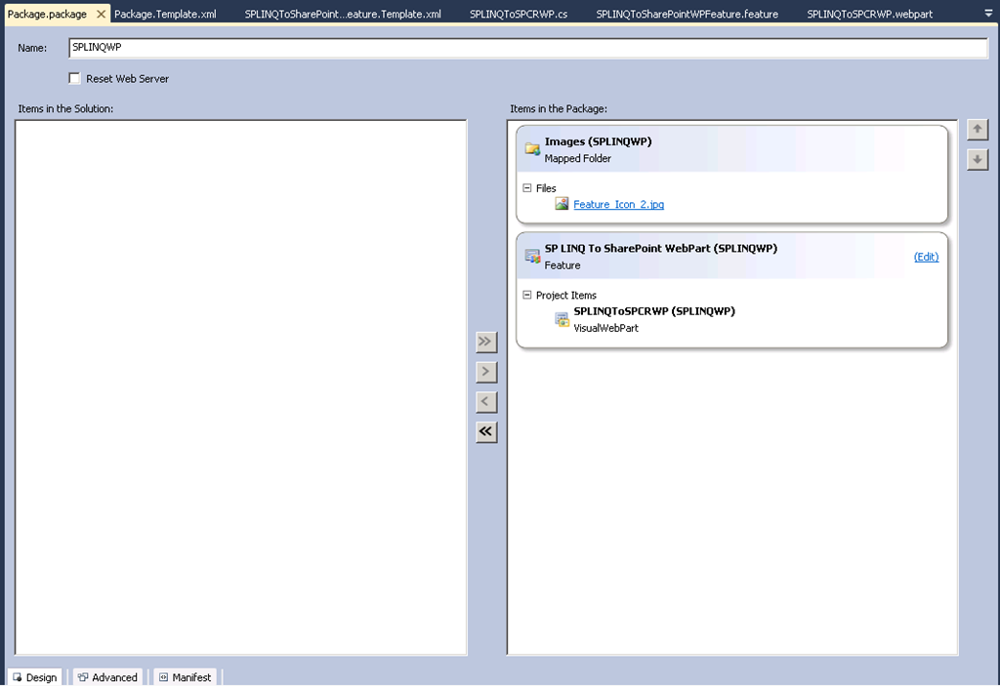 Package.package Package.Template.xml SPLINQToSharePoint...eature.Template.xml SPLINQToSPCRWP.cs SPLINQToSharePointWPFeature.feature SPLINQToSPCRWP.webpart
Name: SPLINQWP
Reset Web Server
Items in the Solution:
Items in the Package:
Images (SPLINQWP)
Mapped Folder
Files
Feature_Icon_2.jpg
SP LINQ To SharePoint WebPart (SPLINQWP)
(Edit)
Feature
Project Items
SPLINQToSPCRWP (SPLINQWP)
VisualWebPart
Design Advanced Manifest